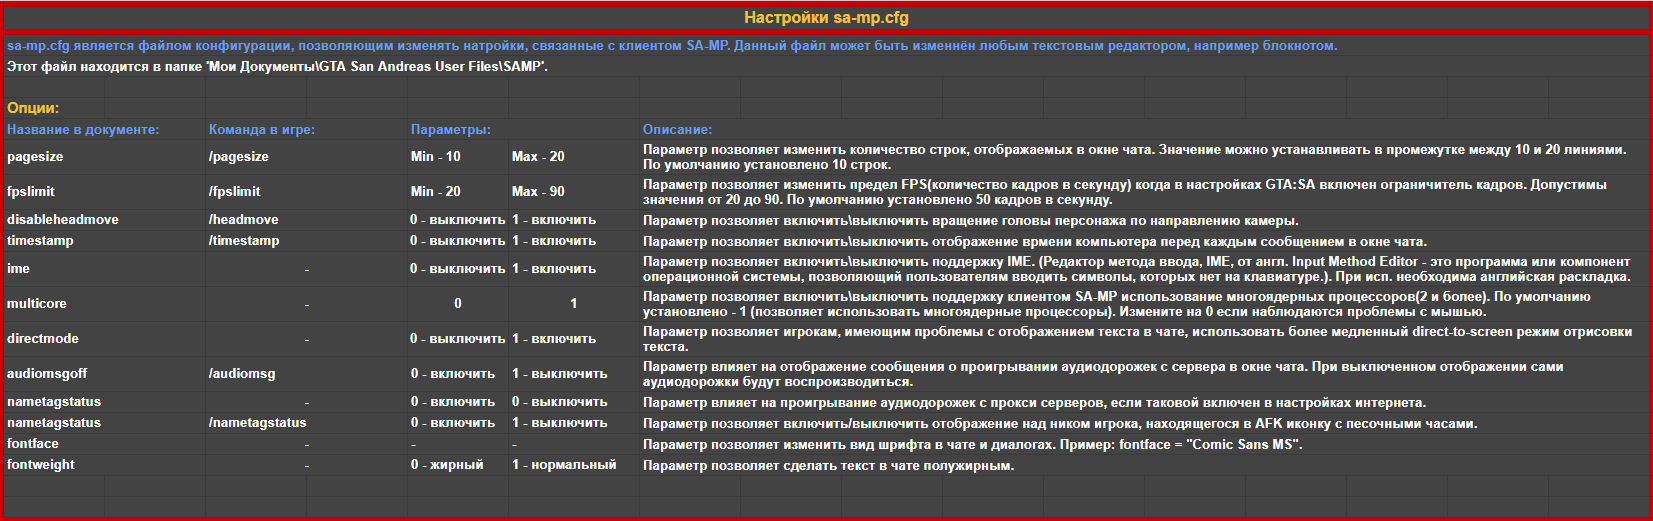 Настройки sa-mp.cfg
sa-mp.cfg является файлом конфигурации, позволяющим изменять натройки, связанные с клиентом SA-MP. Данный файл может быть изменнён любым текстовым редактором, например блокнотом.
Этот файл находится в папке 'Мои Документы\GTA San Andreas User Files\SAMP'.
Опции:
Название в документе: Команда в игре: Параметры: Описание:
pagesize /pagesize Min - 10 Max - 20 Параметр позволяет изменить количество строк, отображаемых в окне чата. Значение можно устанавливать в промежутке между 10 и 20 линиями.
По умолчанию установлено 10 строк.
fpslimit /fpslimit Min - 20 Max - 90 Параметр позволяет изменить предел FPS(количество кадров в секунду) когда в настройках GTA:SA включен ограничитель кадров. Допустимы
значения от 20 до 90. По умолчанию установлено 50 кадров в секунду.
disableheadmove /headmove 0 - выключить 1 - включить Параметр позволяет включить\выключить вращение головы персонажа по направлению камеры.
timestamp /timestamp 0 - выключить 1 - включить Параметр позволяет включить\выключить отображение врмени компьютера перед каждым сообщением в окне чата.
ime - 0 - выключить 1 - включить Параметр позволяет включить\выключить поддержку IME. (Редактор метода ввода, IME, от англ. Input Method Editor - это программа или компонент
операционной системы, позволяющий пользователям вводить символы, которых нет на клавиатуре.). При исп. необходима английская раскладка.
multicore - 0 1 Параметр позволяет включить\выключить поддержку клиентом SA-MP использование многоядерных процессоров(2 и более). По умолчанию
установлено - 1 (позволяет использовать многоядерные процессоры). Измените на 0 если наблюдаются проблемы с мышью.
directmode - 0 - выключить 1 - включить Параметр позволяет игрокам, имеющим проблемы с отображением текста в чате, использовать более медленный direct-to-screen режим отрисовки
текста.
audiomsgoff /audiomsg 0 - включить 1 - выключить Параметр влияет на отображение сообщения о проигрывании аудиодорожек с сервера в окне чата. При выключенном отображении сами
аудиодорожки будут воспроизводиться.
nametagstatus - 0 - включить 0 - выключить Параметр влияет на проигрывание аудиодорожек с прокси серверов, если таковой включен в настройках интернета.
nametagstatus /nametagstatus 0 - включить 1 - выключить Параметр позволяет включить/выключить отображение над ником игрока, находящегося в AFK иконку с песочными часами.
fontface - - - Параметр позволяет изменить вид шрифта в чате и диалогах. Пример: fontface = "Comic Sans MS".
fontweight - 0 - жирный 1 - нормальный Параметр позволяет сделать текст в чате полужирным.